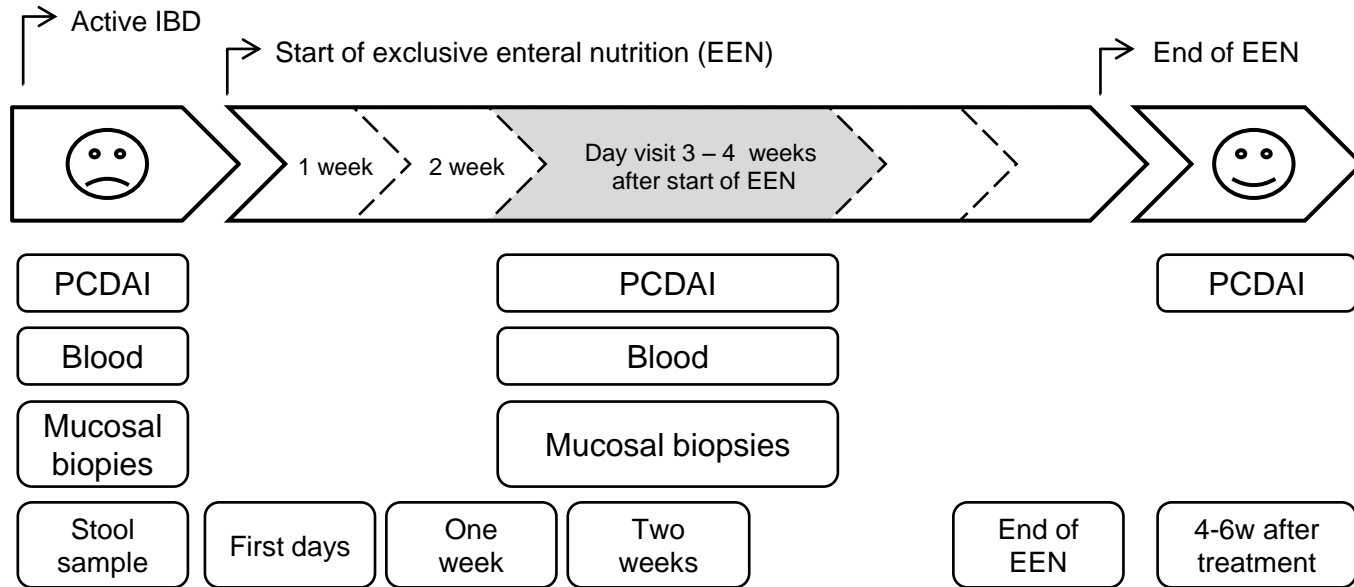 Active IBD
Start of exclusive enteral nutrition (EEN)
End of EEN
1 week
2 week
Day visit 3 – 4 weeks
after start of EEN
PCDAI
PCDAI
PCDAI
Blood
Blood
Mucosal
biopies
Mucosal biopsies
Stool
sample
First days
One
week
Two
weeks
End of
EEN
4-6w after
treatment